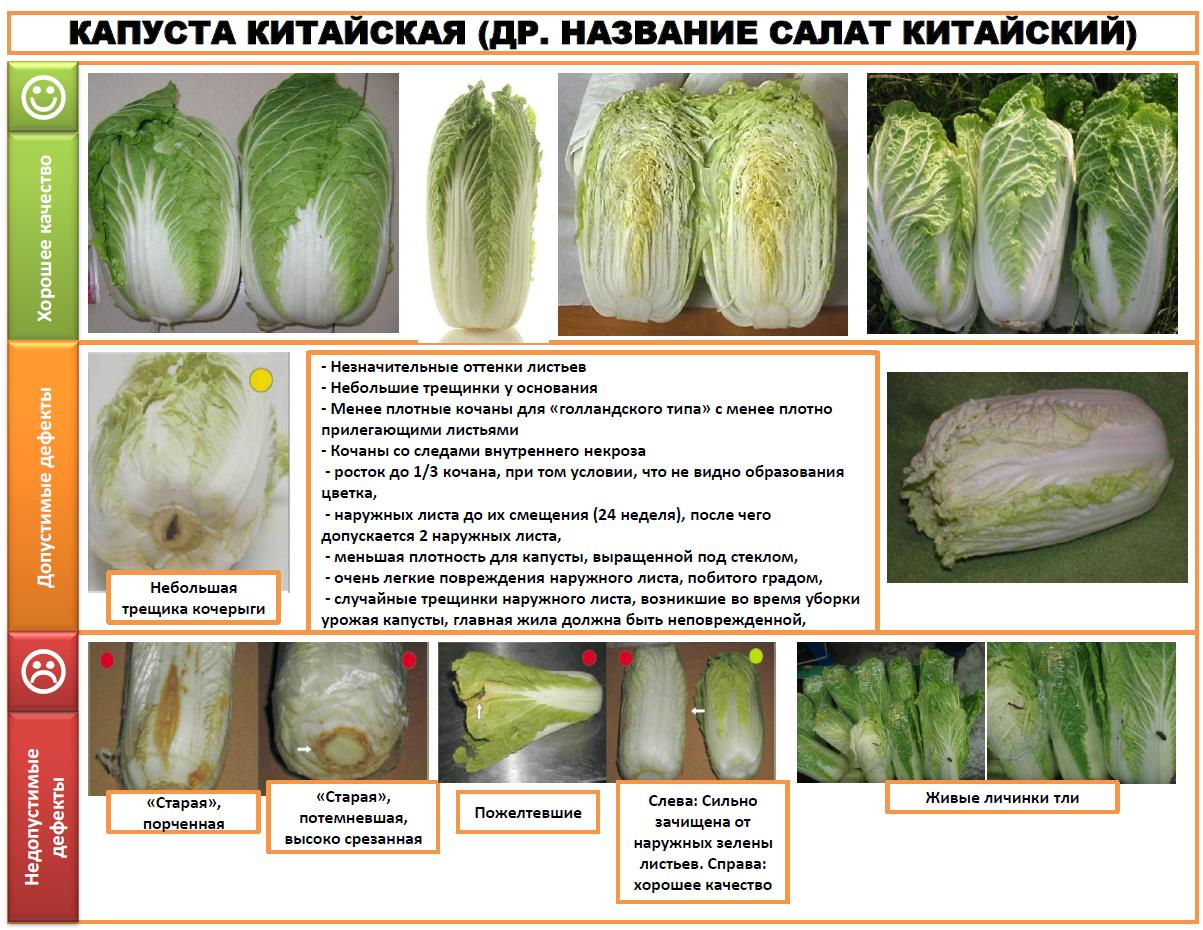 КАПУСТА КИТАЙСКАЯ (ДР. НАЗВАНИЕ САЛАТ КИТАЙСКИЙ)
Хорошее качество
Допустимые дефекты
Небольшая
трещика кочерыги
- Незначительные оттенки листьев
- Небольшие трещинки у основания
- Менее плотные кочаны для «голландского типа» с менее плотно
прилегающими листьями
- Кочаны со следами внутреннего некроза
- росток до 1/3 кочана, при том условии, что не видно образования
цветка,
- наружных листа до их смещения (24 неделя), после чего
допускается 2 наружных листа,
- меньшая плотность для капусты, выращенной под стеклом,
- очень легкие повреждения наружного листа, побитого градом,
- случайные трещинки наружного листа, возникшие во время уборки
урожая капусты, главная жила должна быть неповрежденной,
Недопустимые
дефекты
«Старая»,
порченная
«Старая»,
потемневшая,
высоко срезанная
Пожелтевшие
Слева: Сильно
зачищена от
наружных зелены
листьев. Справа:
хорошее качество
Живые личинки тли